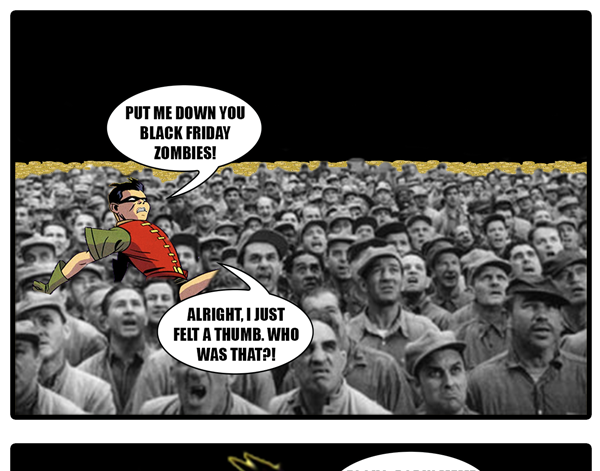 PUT ME DOWN YOU
BLACK FRIDAY
ZOMBIES!
ALRIGHT, I JUST
FELT A THUMB. WHO
WAS THAT?!